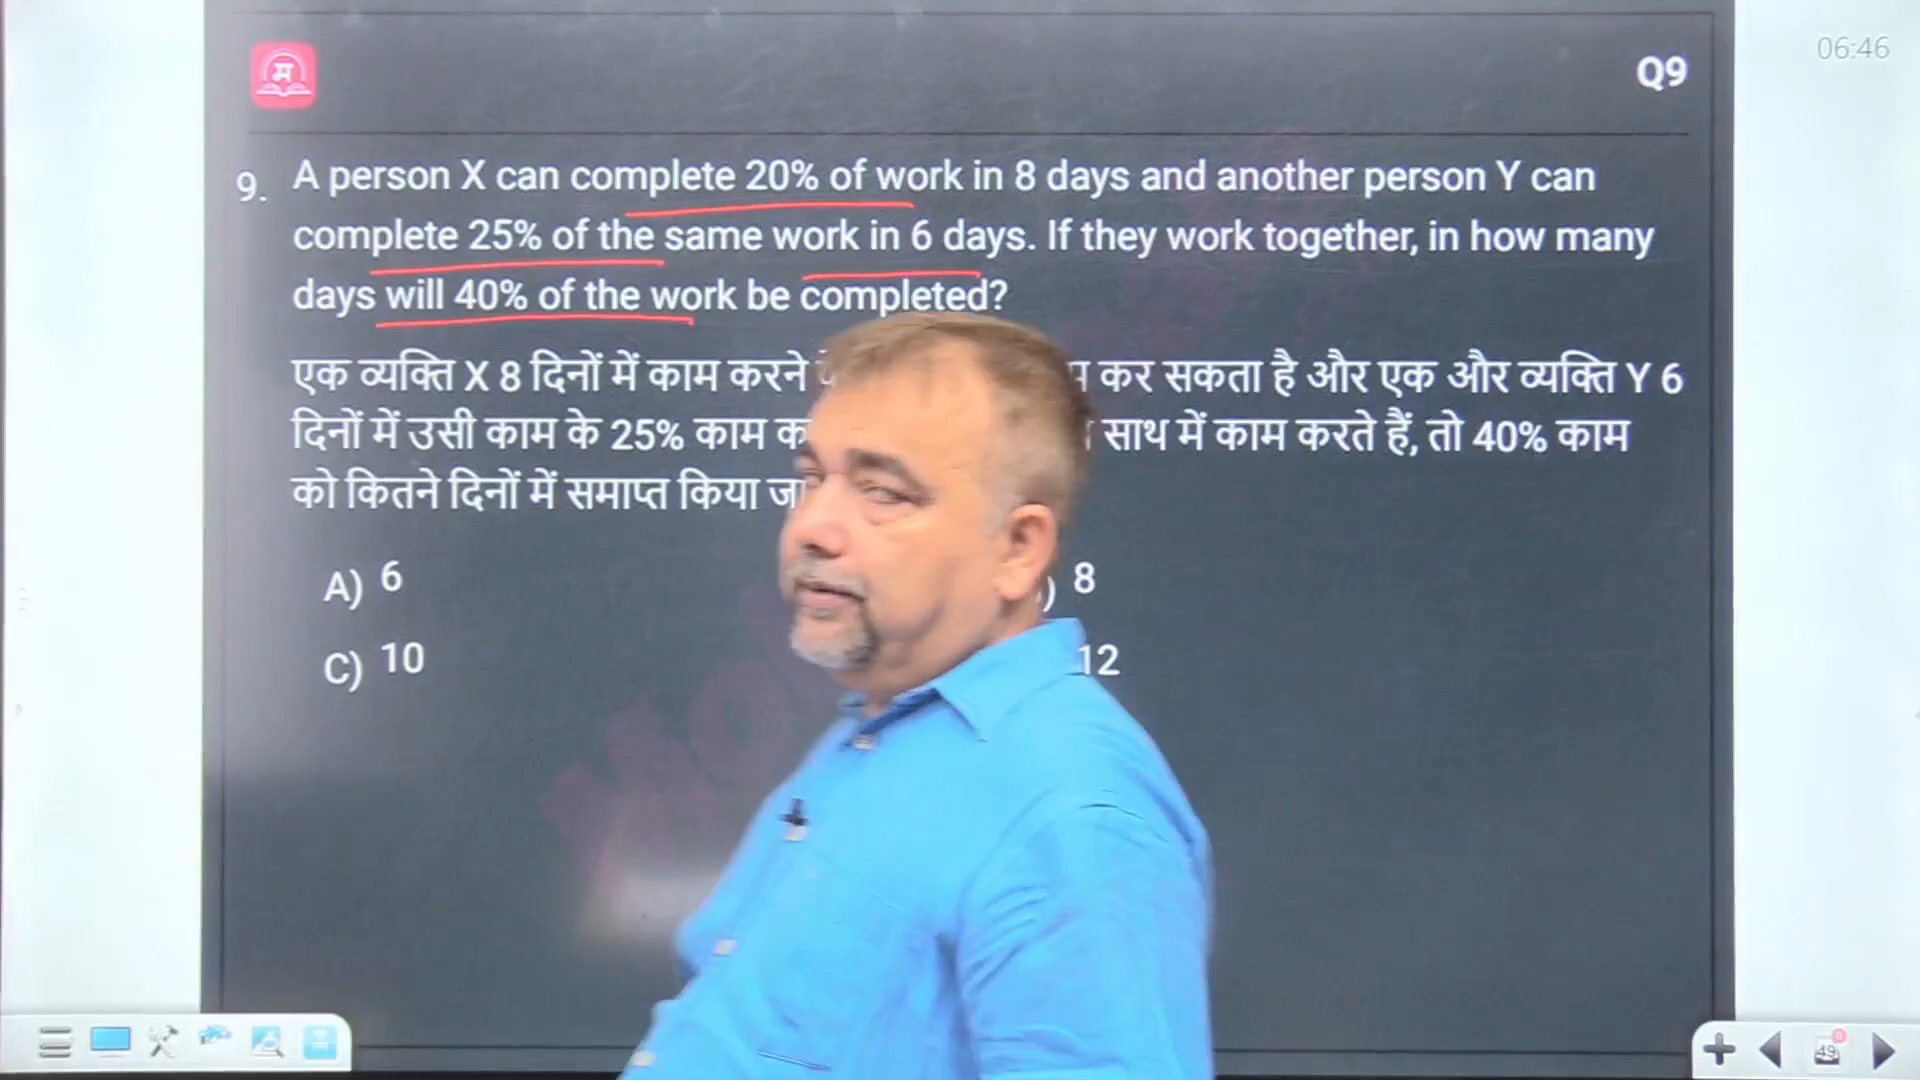 06:46
म
Q9
9. A person X can complete 20% of work in 8 days and another person Y can
complete 25% of the same work in 6 days. If they work together, in how many
days will 40% of the work be completed?
एक व्यक्ति X 8 दिनों में काम करने कर सकता है और एक और व्यक्ति Y 6
दिनों में उसी काम के 25% काम साथ में काम करते हैं, तो 40% काम
को कितने दिनों में समाप्त किया
A) 6
8
C) 10
12
49